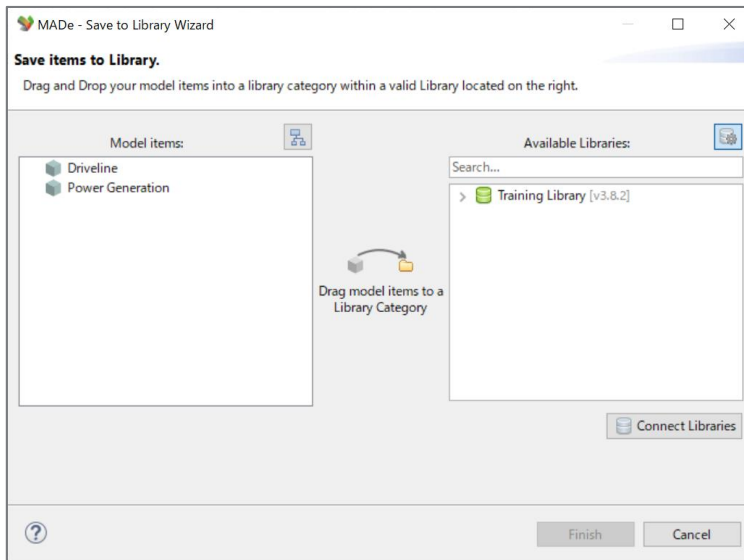 MADe - Save to Library Wizard
Save items to Library.
Drag and Drop your model items into a library category within a valid Library located on the right.
Model items:
Driveline
Power Generation
Drag model items to a
Library Category
Available Libraries:
Search...
Training Library [v3.8.2]
Connect Libraries
?
Finish
Cancel